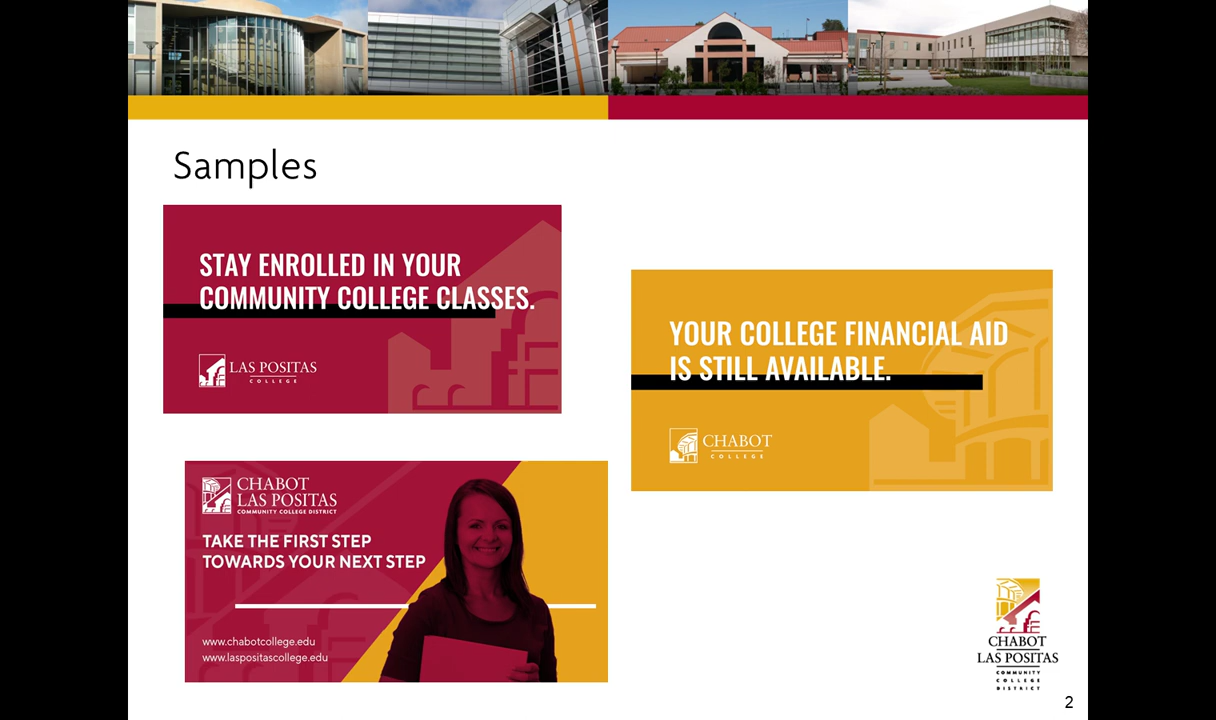 Samples
STAY ENROLLED IN YOUR
COMMUNITY COLLEGE CLASSES.
LAS POSITAS
COLLEGE
YOUR COLLEGE FINANCIAL AID
IS STILL AVAILABLE.
CHABOT
COLLEGE
CHABOT
LAS POSITAS
COMMUNITY COLLEGE DISTRICT
TAKE THE FIRST STEP
TOWARDS YOUR NEXT STEP
www.chabotcollege.edu
www.laspositascollege.edu
CHABOT
LAS POSITAS
COMMUNITY
COLLEGE
DISTRICT
2